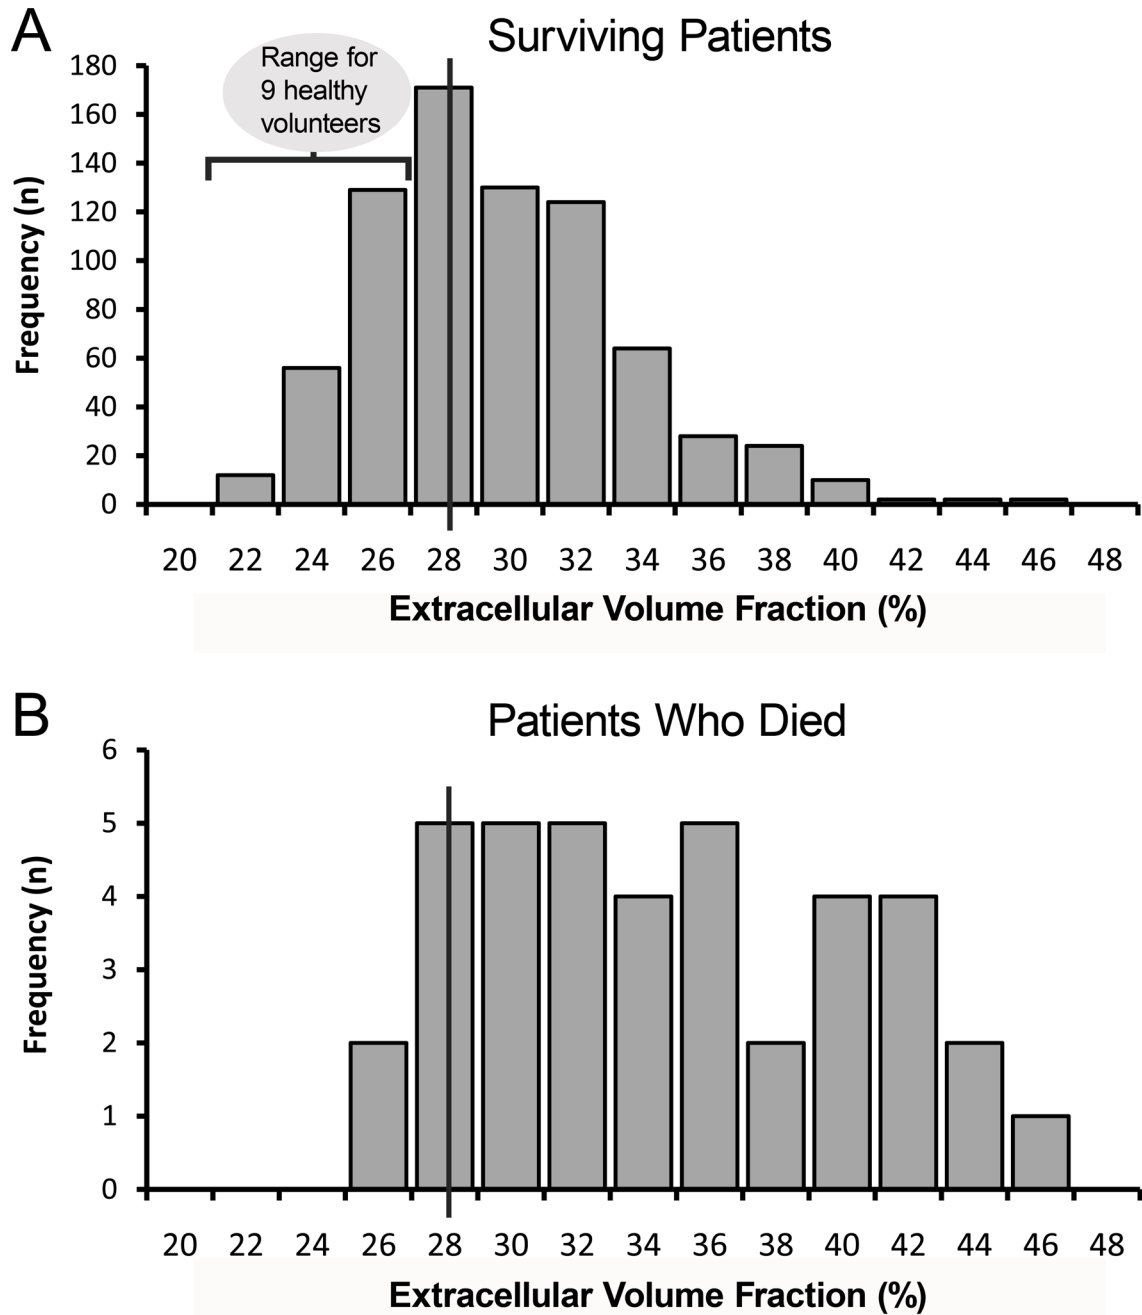 A
Surviving Patients
Range for
9 healthy
volunteers
Frequency (n)
180
160
140
120
100
80
60
40
20
0
20 22 24 26 28 30 32 34 36 38 40 42 44 46 48
Extracellular Volume Fraction (%)
B
Patients Who Died
Frequency (n)
6
5
4
3
2
1
0
20 22 24 26 28 30 32 34 36 38 40 42 44 46 48
Extracellular Volume Fraction (%)